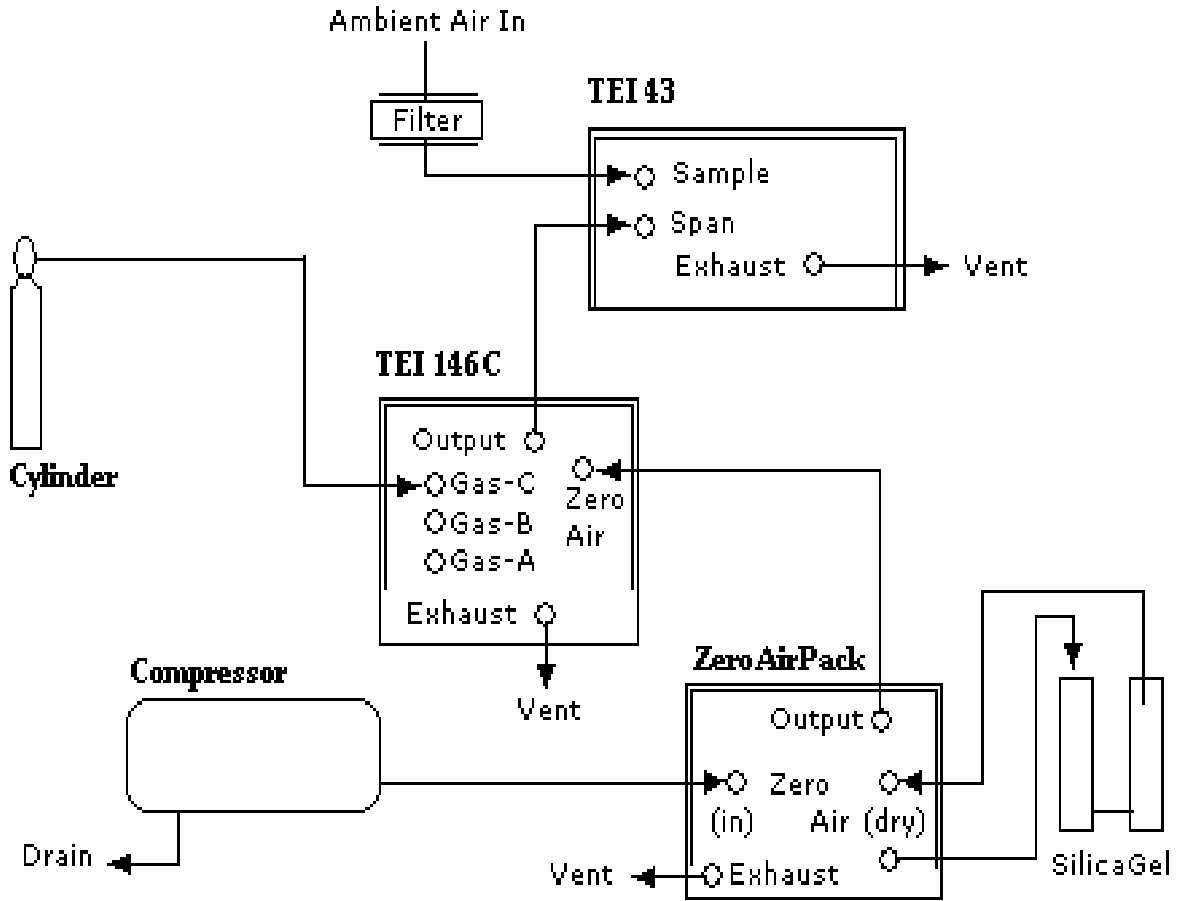 Ambient Air In
Filter
TEI 43
Sample
Span
Exhaust
Vent
TEI 146C
Output
Gas-C
Zero
Air
Gas-B
Gas-A
Exhaust
Vent
Cylinder
Compressor
Drain
ZeroAirPack
Output
Zero
(in)
Air (dry)
Vent
Exhaust
SilicaGel